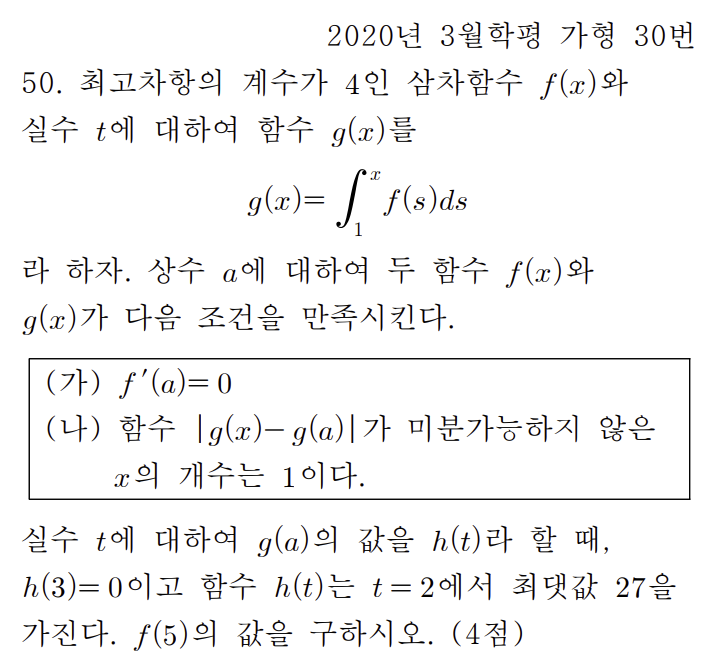 2020년 3월학평 가형 30번
50. 최고차항의 계수가 4인 삼차함수 f(x)와
실수 t에 대하여 함수 g(x)를
g(x)=∫₁ˣ f(s)ds
라 하자. 상수 a에 대하여 두 함수 f(x)와
g(x)가 다음 조건을 만족시킨다.
(가) f′(a)=0
(나) 함수 |g(x)-g(a)|가 미분가능하지 않은
x의 개수는 1이다.
실수 t에 대하여 g(a)의 값을 h(t)라 할 때,
h(3)=0이고 함수 h(t)는 t=2에서 최댓값 27을
가진다. f(5)의 값을 구하시오. (4점)